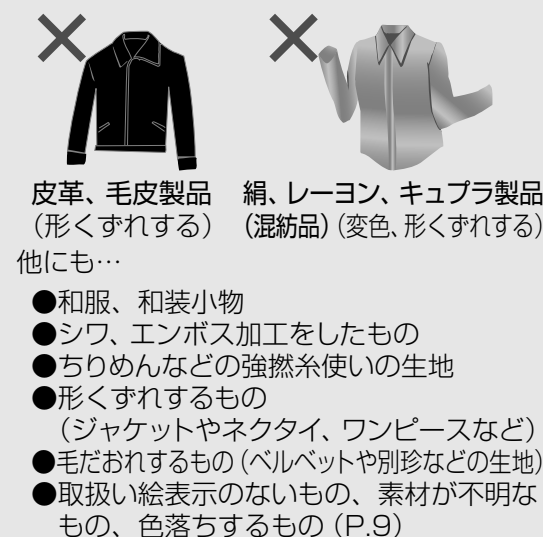 皮革、毛皮製品 絹、レーヨン、キュプラ製品
（形くずれする） （混紡品）（変色、形くずれする）
他にも…
●和服、和装小物
●シワ、エンボス加工をしたもの
●ちりめんなどの強撚糸使いの生地
●形くずれするもの
（ジャケットやネクタイ、ワンピースなど）
●毛だおれするもの（ベルベットや別珍などの生地）
●取扱い絵表示のないもの、素材が不明な
もの、色落ちするもの（P.9）